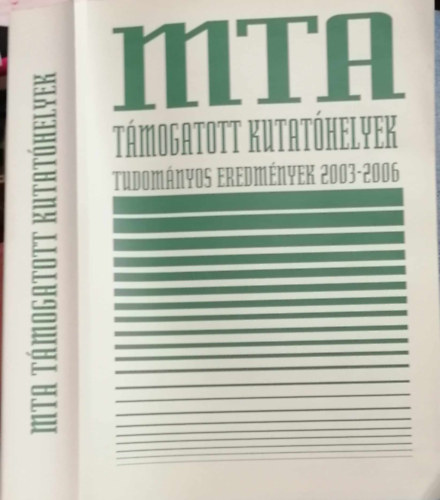 MTA TÁMOGATOTT KUTATÓHELYEK
MTA
TÁMOGATOTT KUTATÓHELYEK
TUDOMÁNYOS EREDMÉNYEK 2003-2006